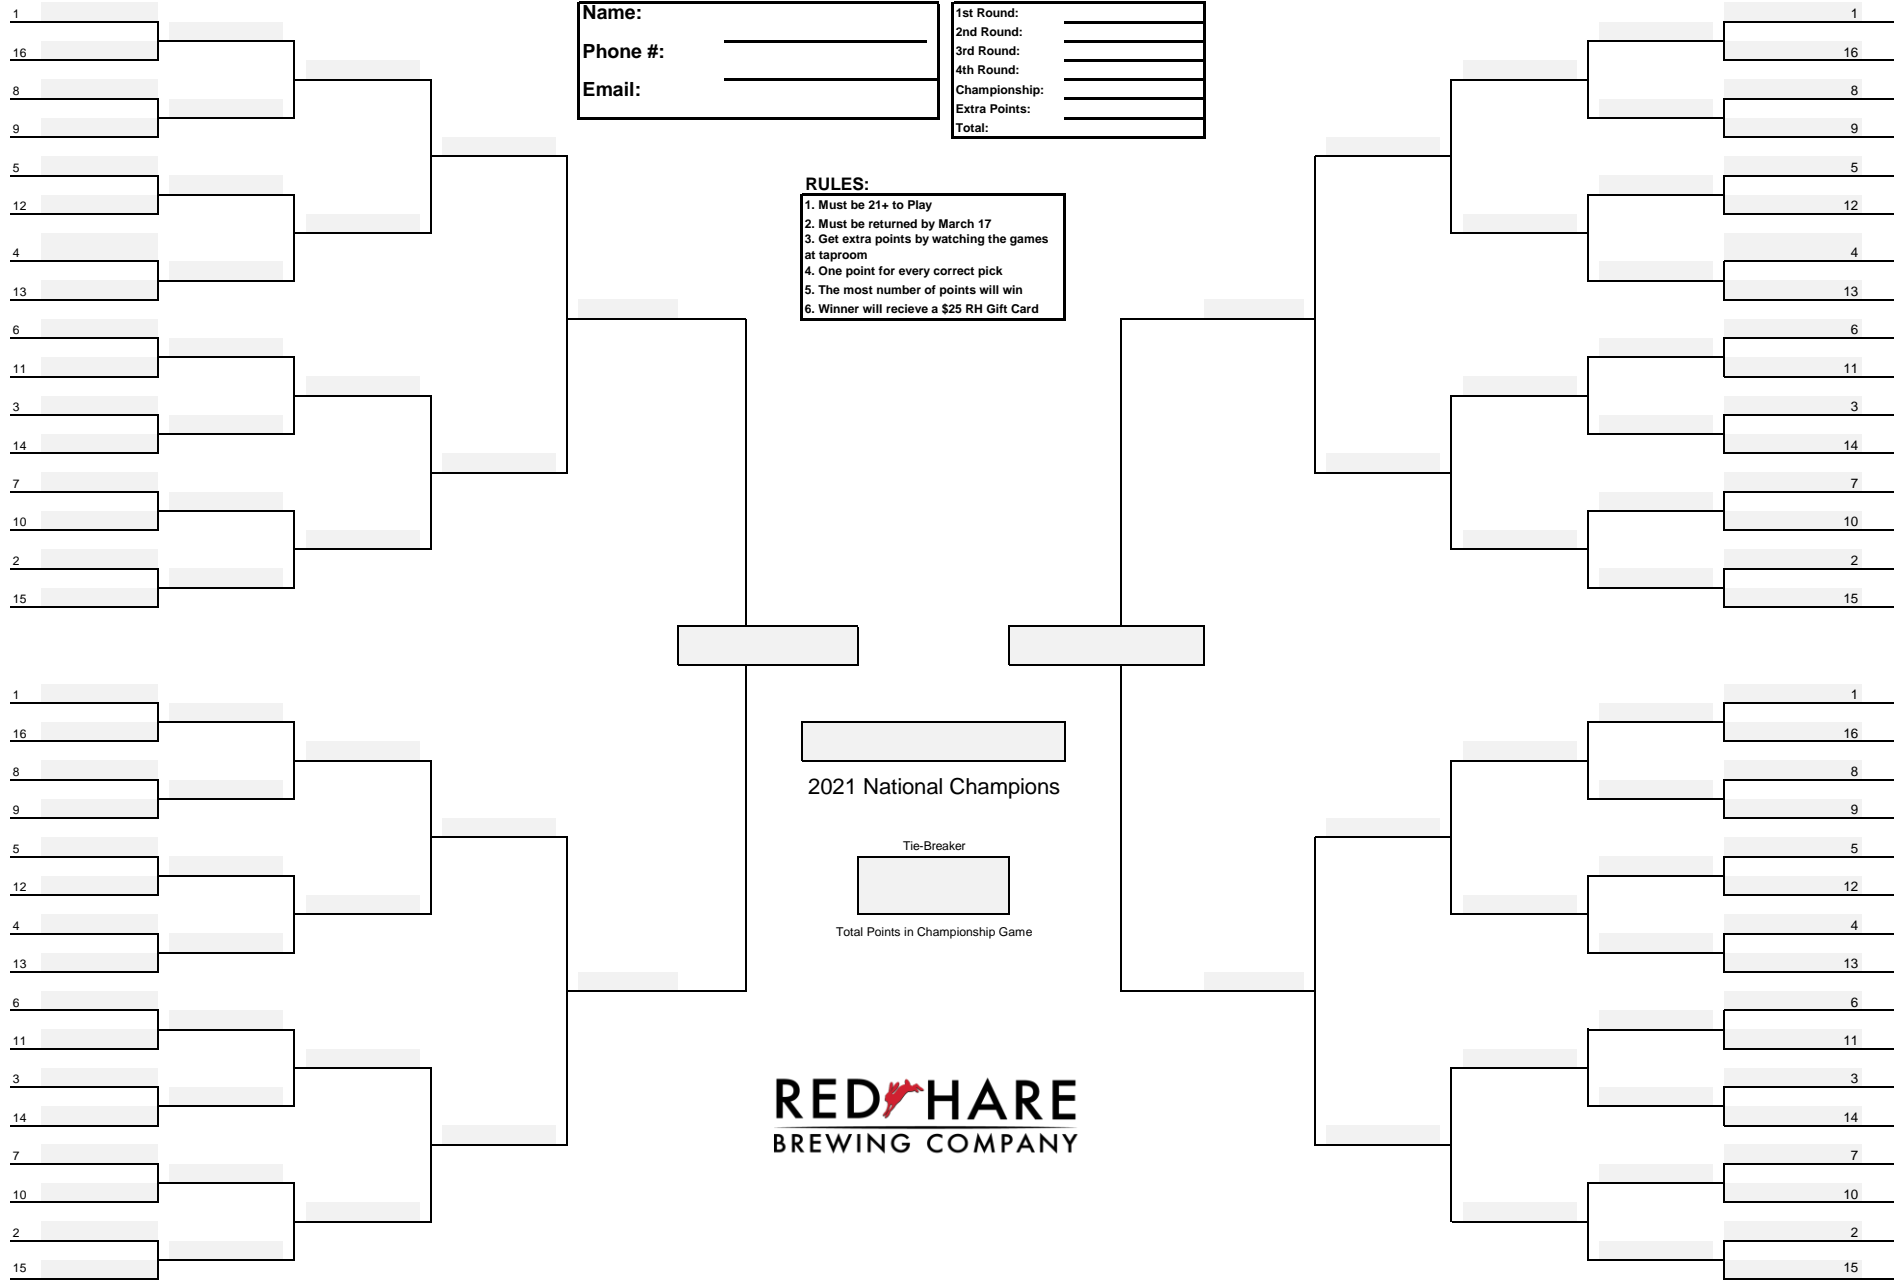 Name:
Phone #:
Email:
1st Round:
2nd Round:
3rd Round:
4th Round:
Championship:
Extra Points:
Total:
RULES:
1. Must be 21+ to Play
2. Must be returned by March 17
3. Get extra points by watching the games
at taproom
4. One point for every correct pick
5. The most number of points will win
6. Winner will recieve a $25 RH Gift Card
1
16
8
9
5
12
4
13
6
11
3
14
7
10
2
15
1
16
8
9
5
12
4
13
6
11
3
14
7
10
2
15
2021 National Champions
Tie-Breaker
Total Points in Championship Game
RED HARE
BREWING COMPANY
1
16
8
9
5
12
4
13
6
11
3
14
7
10
2
15
1
16
8
9
5
12
4
13
6
11
3
14
7
10
2
15